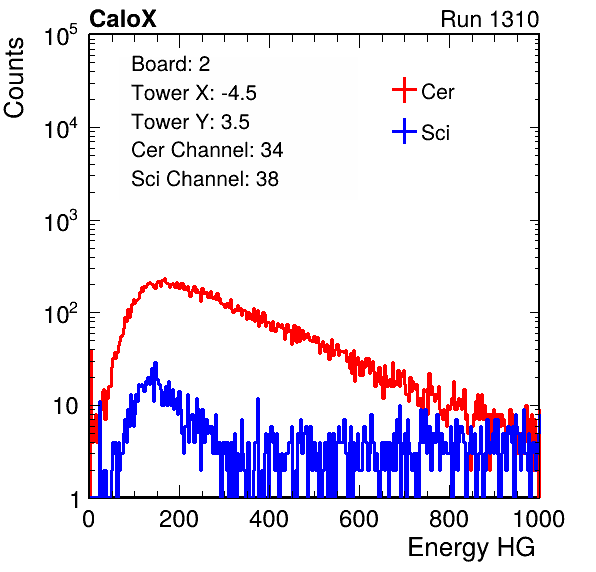 CaloX Run 1310
Counts
10^5
10^4
10^3
10^2
10
1
Board: 2
Tower X: -4.5
Tower Y: 3.5
Cer Channel: 34
Sci Channel: 38
Cer
Sci
0 200 400 600 800 1000
Energy HG